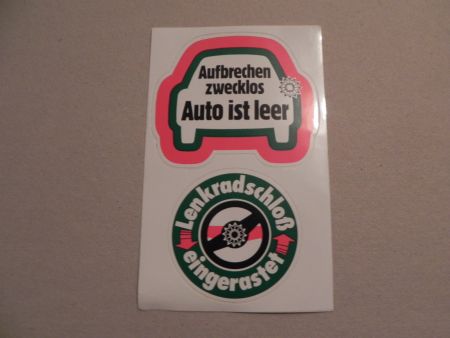 Aufbrechen
zwecklos
Auto ist leer
Lenkradschloß
eingerastet